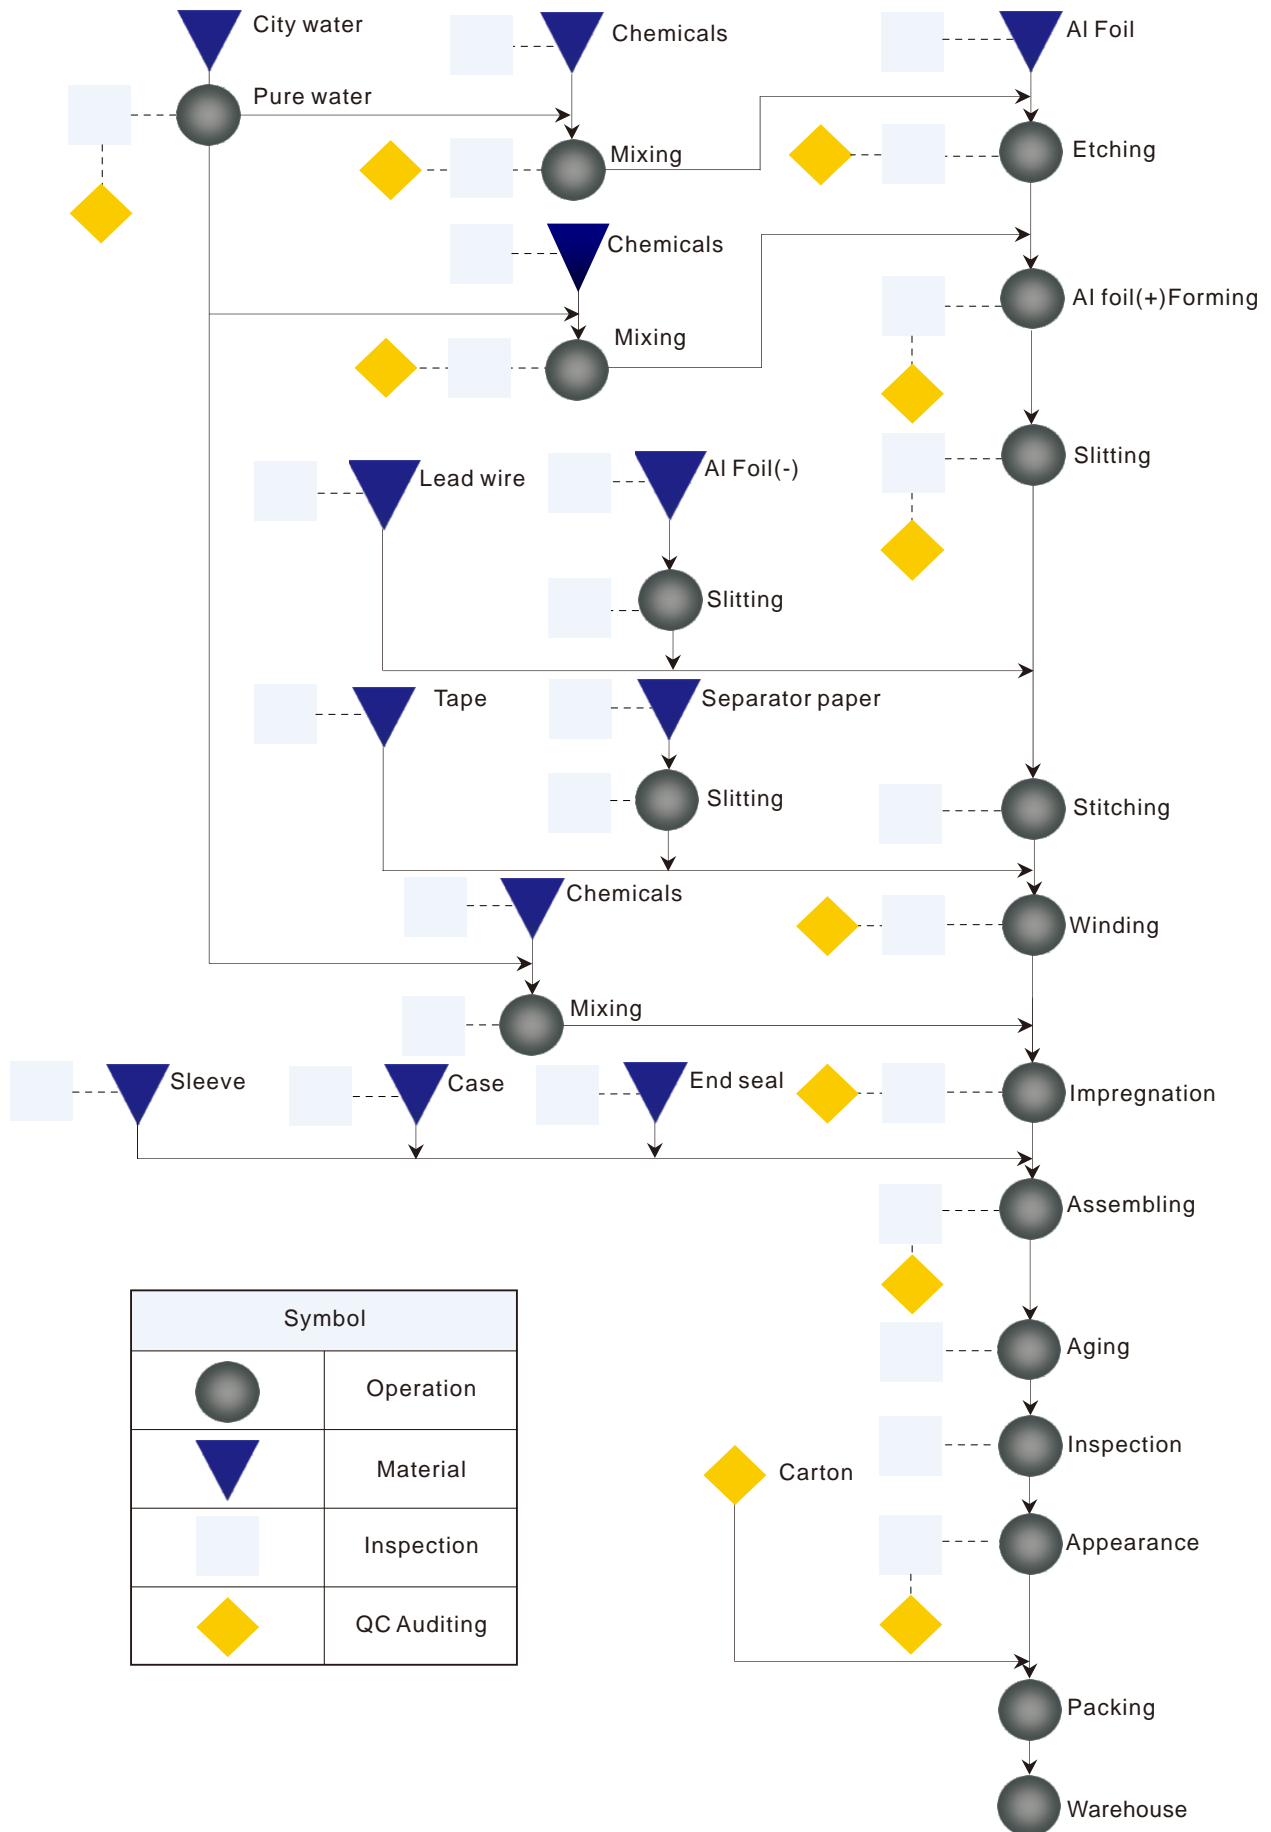 City water
Chemicals
Al Foil
Pure water
Mixing
Etching
Chemicals
Al foil(+)Forming
Mixing
Slitting
Lead wire
Al Foil(-)
Slitting
Tape
Separator paper
Slitting
Stitching
Chemicals
Winding
Mixing
Sleeve
Case
End seal
Impregnation
Assembling
Symbol
Operation
Material
Inspection
QC Auditing
Aging
Inspection
Carton
Appearance
Packing
Warehouse